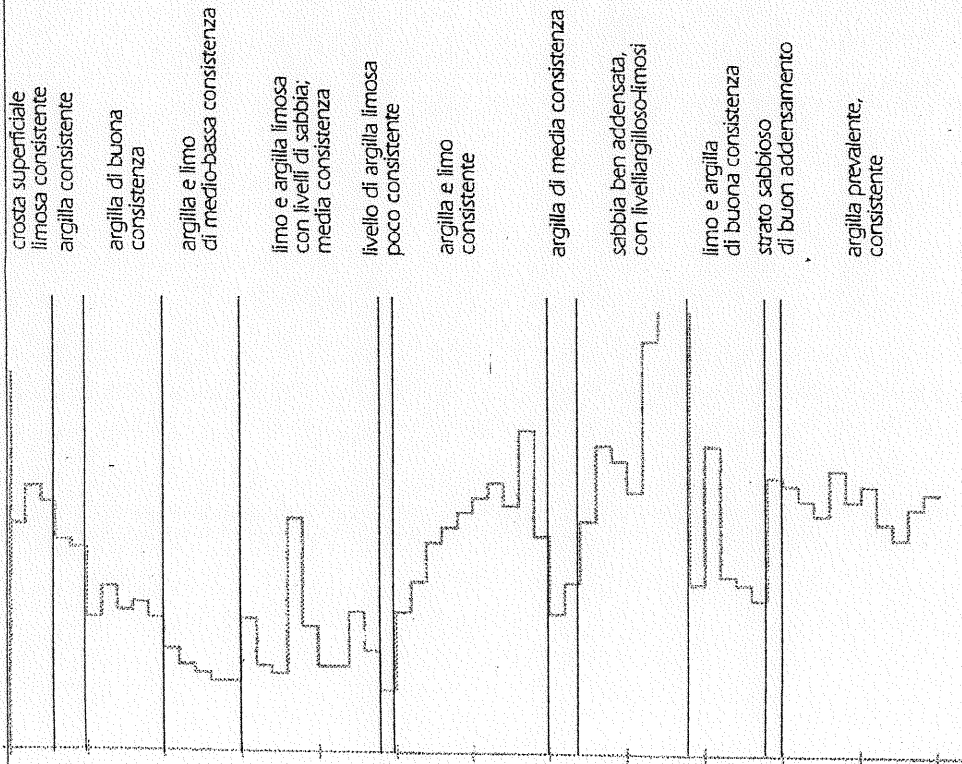 crosta superficiale
limosa consistente
argilla consistente
argilla di buona
consistenza
argilla e limo
di medio-bassa consistenza
limo e argilla limosa
con livelli di sabbia;
media consistenza
livello di argilla limosa
poco consistente
argilla e limo
consistente
argilla di media consistenza
sabbia ben addensata,
con livelliargilloso-limosi
limo e argilla
di buona consistenza
strato sabbioso
di buon addensamento
argilla prevalente,
consistente